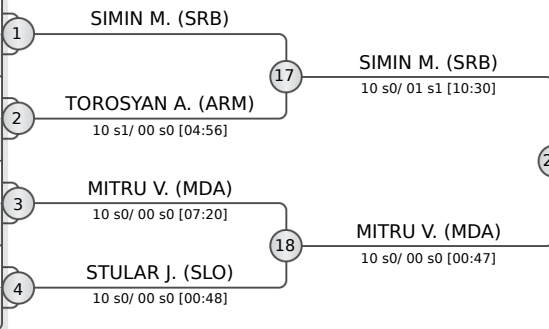 SIMIN M. (SRB)
1
17
SIMIN M. (SRB)
10 s0/ 01 s1 [10:30]
TOROSYAN A. (ARM)
2
10 s1/ 00 s0 [04:56]
2
MITRU V. (MDA)
3
10 s0/ 00 s0 [07:20]
18
MITRU V. (MDA)
10 s0/ 00 s0 [00:47]
STULAR J. (SLO)
4
10 s0/ 00 s0 [00:48]